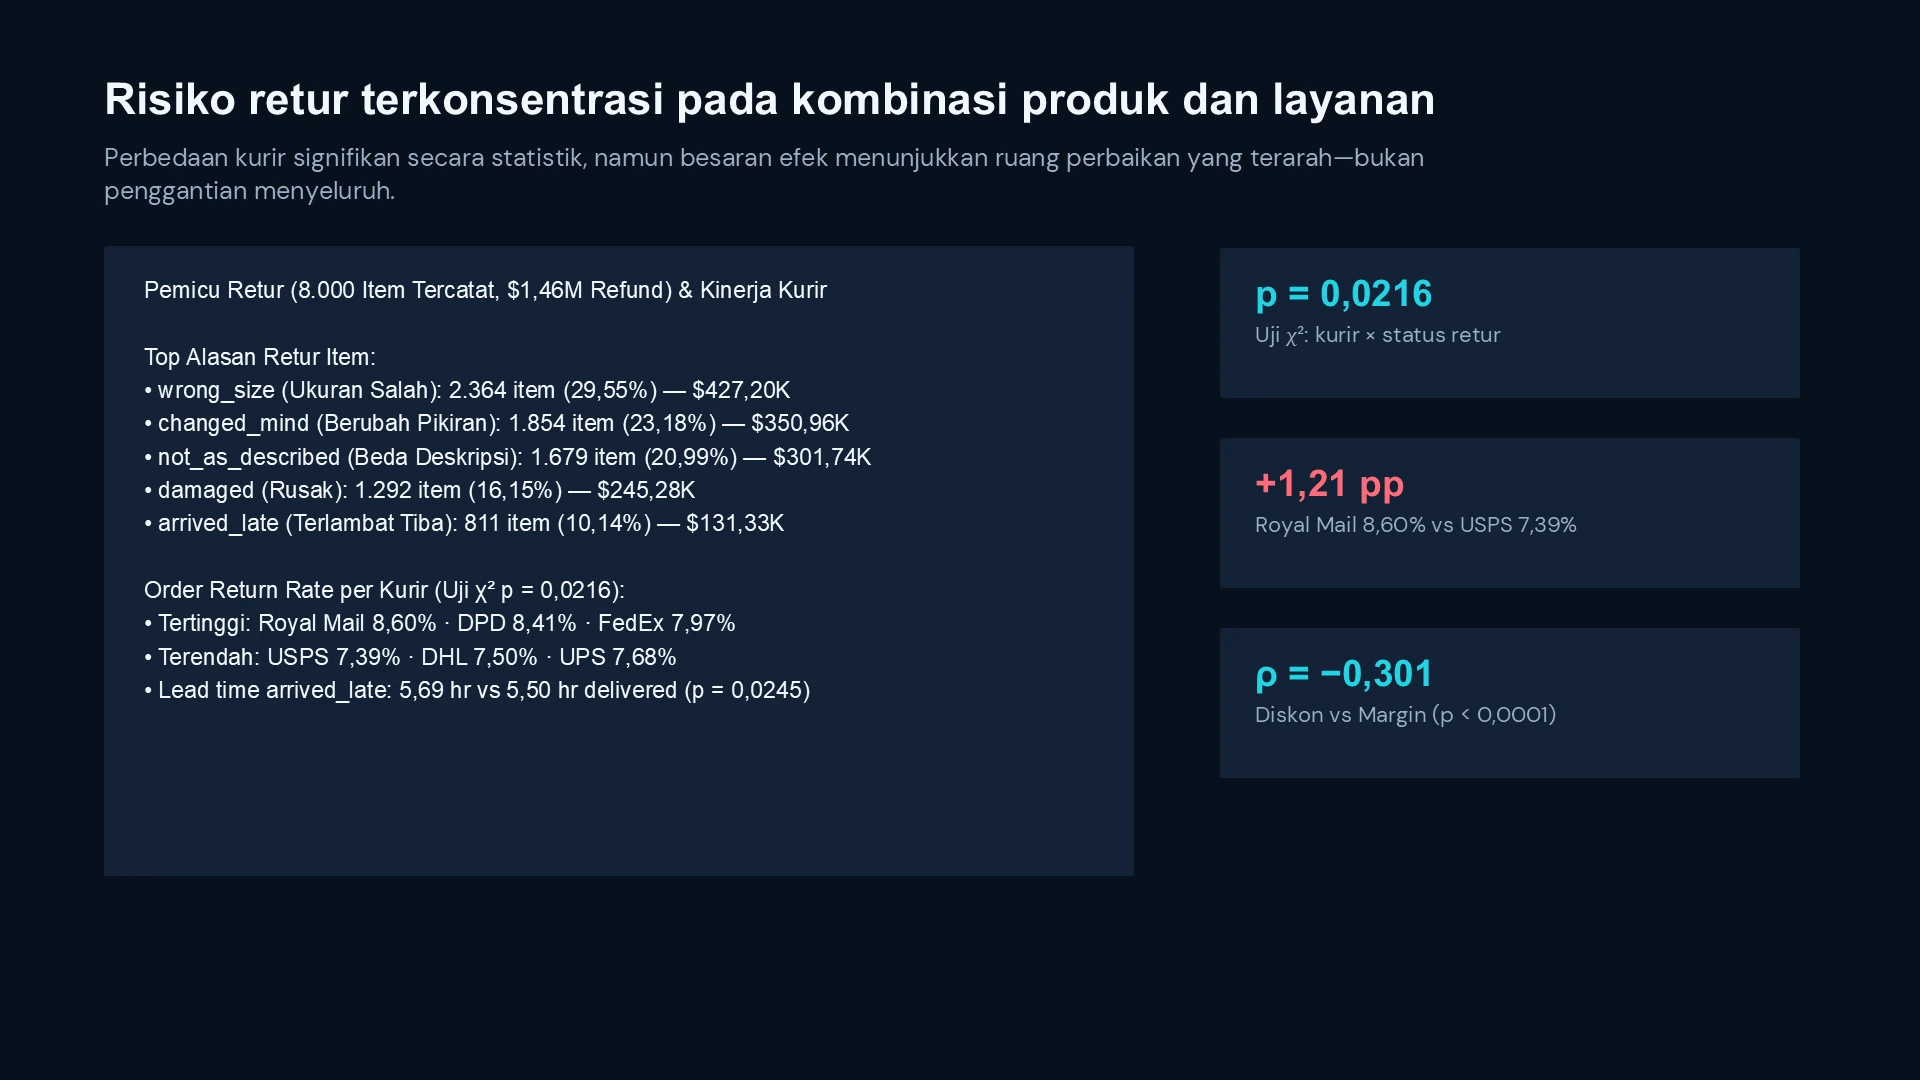 Risiko retur terkonsentrasi pada kombinasi produk dan layanan
Perbedaan kurir signifikan secara statistik, namun besaran efek menunjukkan ruang perbaikan yang terarah—bukan
penggantian menyeluruh.
Pemicu Retur (8.000 Item Tercatat, $1,46M Refund) & Kinerja Kurir
Top Alasan Retur Item:
• wrong_size (Ukuran Salah): 2.364 item (29,55%) — $427,20K
• changed_mind (Berubah Pikiran): 1.854 item (23,18%) — $350,96K
• not_as_described (Beda Deskripsi): 1.679 item (20,99%) — $301,74K
• damaged (Rusak): 1.292 item (16,15%) — $245,28K
• arrived_late (Terlambat Tiba): 811 item (10,14%) — $131,33K
Order Return Rate per Kurir (Uji χ² p = 0,0216):
• Tertinggi: Royal Mail 8,60% · DPD 8,41% · FedEx 7,97%
• Terendah: USPS 7,39% · DHL 7,50% · UPS 7,68%
• Lead time arrived_late: 5,69 hr vs 5,50 hr delivered (p = 0,0245)
p = 0,0216
Uji χ²: kurir × status retur
+1,21 pp
Royal Mail 8,60% vs USPS 7,39%
ρ = −0,301
Diskon vs Margin (p < 0,0001)